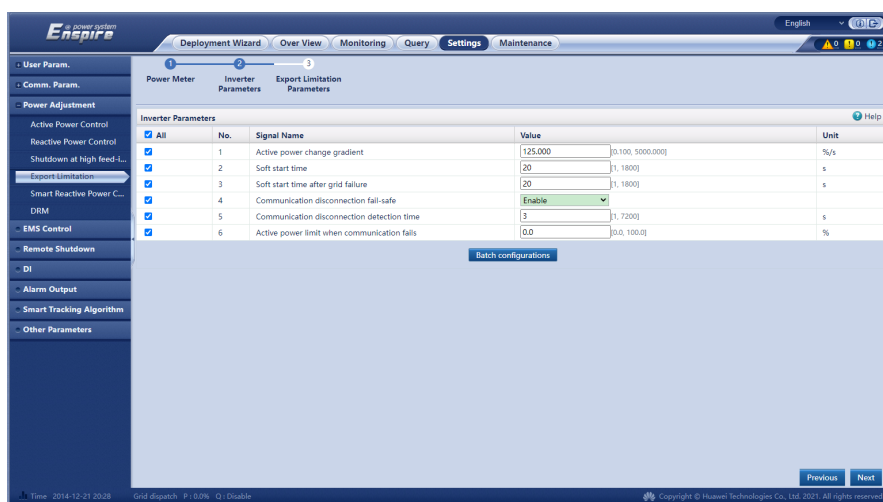 @ power system
Enspire
English
Deployment Wizard Over View Monitoring Query Settings Maintenance
0 0 2
User Param.
Comm. Param.
Power Adjustment
Active Power Control
Reactive Power Control
Shutdown at high feed-i...
Export Limitation
Smart Reactive Power C...
DRM
EMS Control
Remote Shutdown
DI
Alarm Output
Smart Tracking Algorithm
Other Parameters
1 2 3
Power Meter Inverter Parameters Export Limitation Parameters
Inverter Parameters Help
All No. Signal Name Value Unit
1 Active power change gradient 125.000 [0.100, 5000.000] %/s
2 Soft start time 20 [1, 1800] s
3 Soft start time after grid failure 20 [1, 1800] s
4 Communication disconnection fail-safe Enable
5 Communication disconnection detection time 3 [1, 7200] s
6 Active power limit when communication fails 0.0 [0.0, 100.0] %
Batch configurations
Previous Next
Time 2014-12-21 20:28 Grid dispatch P : 0.0% Q : Disable Copyright © Huawei Technologies Co., Ltd. 2021. All rights reserved